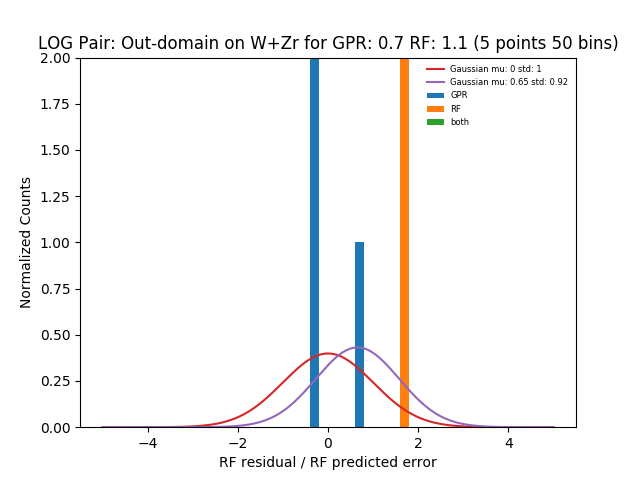 LOG Pair: Out-domain on W+Zr for GPR: 0.7 RF: 1.1 (5 points 50 bins)
2.00
1.75
1.50
1.25
1.00
0.75
0.50
0.25
0.00
Normalized Counts
Gaussian mu: 0 std: 1
Gaussian mu: 0.65 std: 0.92
GPR
RF
both
−4
−2
0
2
4
RF residual / RF predicted error